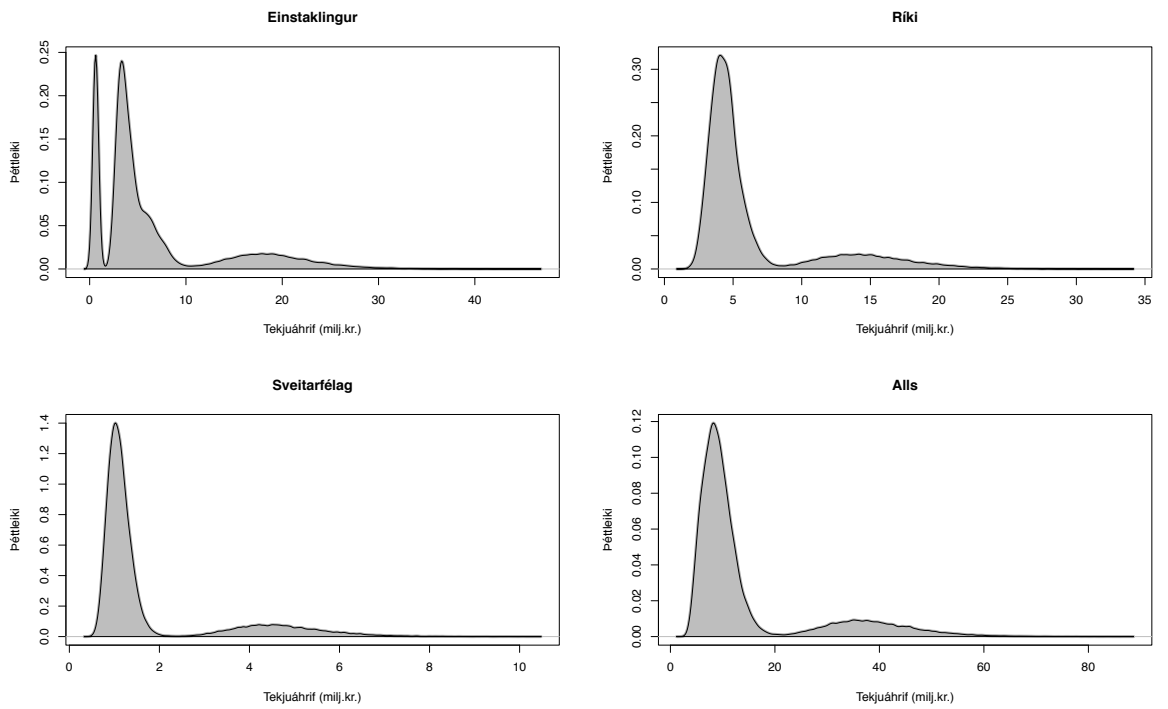 Einstaklingur
Þéttleiki
0.00 0.05 0.10 0.15 0.20 0.25
0 10 20 30 40
Tekjuáhrif (milj.kr.)
Ríki
Þéttleiki
0.00 0.10 0.20 0.30
0 5 10 15 20 25 30 35
Tekjuáhrif (milj.kr.)
Sveitarfélag
Þéttleiki
0.0 0.2 0.4 0.6 0.8 1.0 1.2 1.4
0 2 4 6 8 10
Tekjuáhrif (milj.kr.)
Alls
Þéttleiki
0.00 0.02 0.04 0.06 0.08 0.10 0.12
0 20 40 60 80
Tekjuáhrif (milj.kr.)